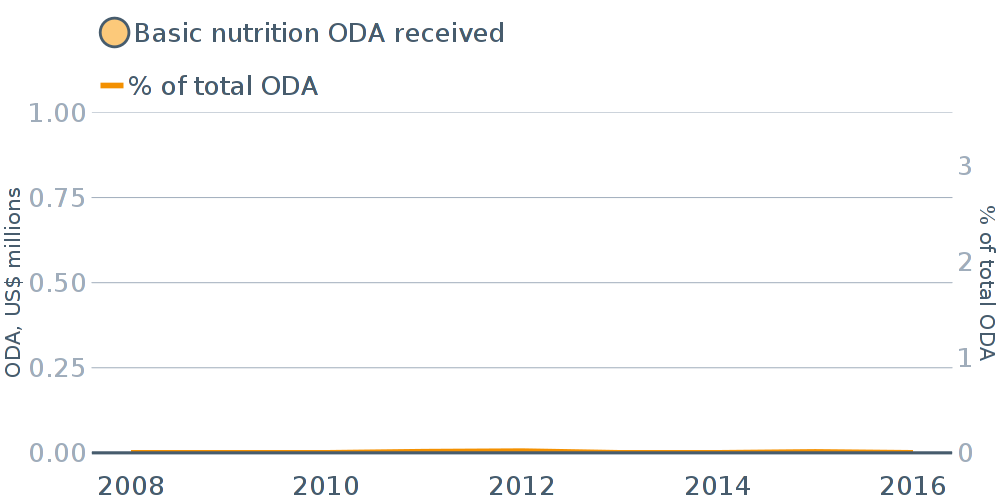 Basic nutrition ODA received
% of total ODA
1.00
0.75
0.50
0.25
0.00
ODA, US$ millions
3
2
1
0
% of total ODA
2008 2010 2012 2014 2016